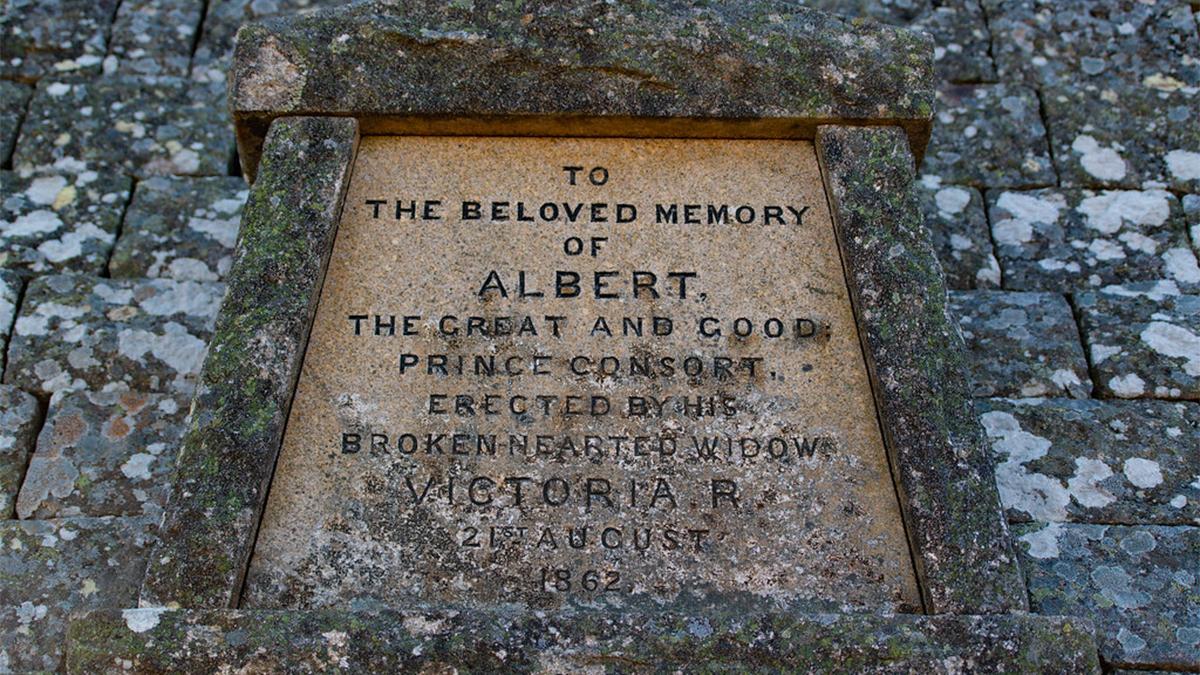 TO
THE BELOVED MEMORY
OF
ALBERT,
THE GREAT AND GOOD;
PRINCE CONSORT,
ERECTED BY HIS
BROKEN HEARTED WIDOW
VICTORIA R
21ST AUGUST
1862